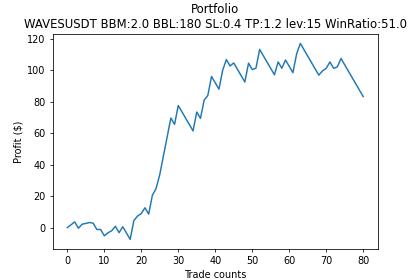 Portfolio
WAVESUSDT BBM:2.0 BBL:180 SL:0.4 TP:1.2 lev:15 WinRatio:51.0
120
100
80
60
40
20
0
Profit ($)
0 10 20 30 40 50 60 70 80
Trade counts